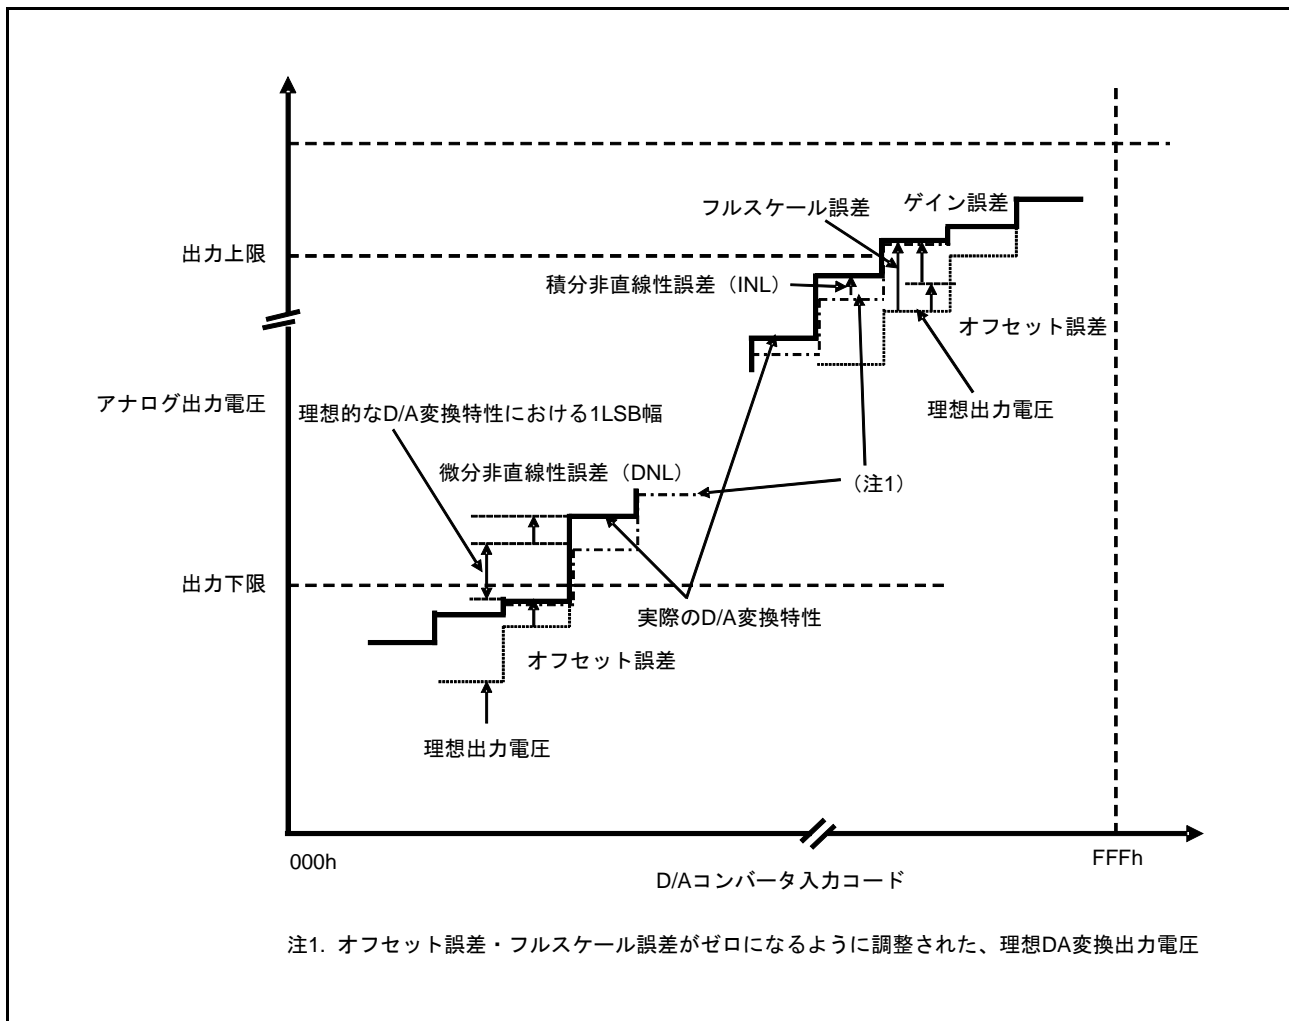 フルスケール誤差
ゲイン誤差
出力上限
積分非直線性誤差（INL）
オフセット誤差
アナログ出力電圧
理想的なD/A変換特性における1LSB幅
理想出力電圧
微分非直線性誤差（DNL）
（注1）
出力下限
実際のD/A変換特性
オフセット誤差
理想出力電圧
000h
FFFh
D/Aコンバータ入力コード
注1. オフセット誤差・フルスケール誤差がゼロになるように調整された、理想DA変換出力電圧